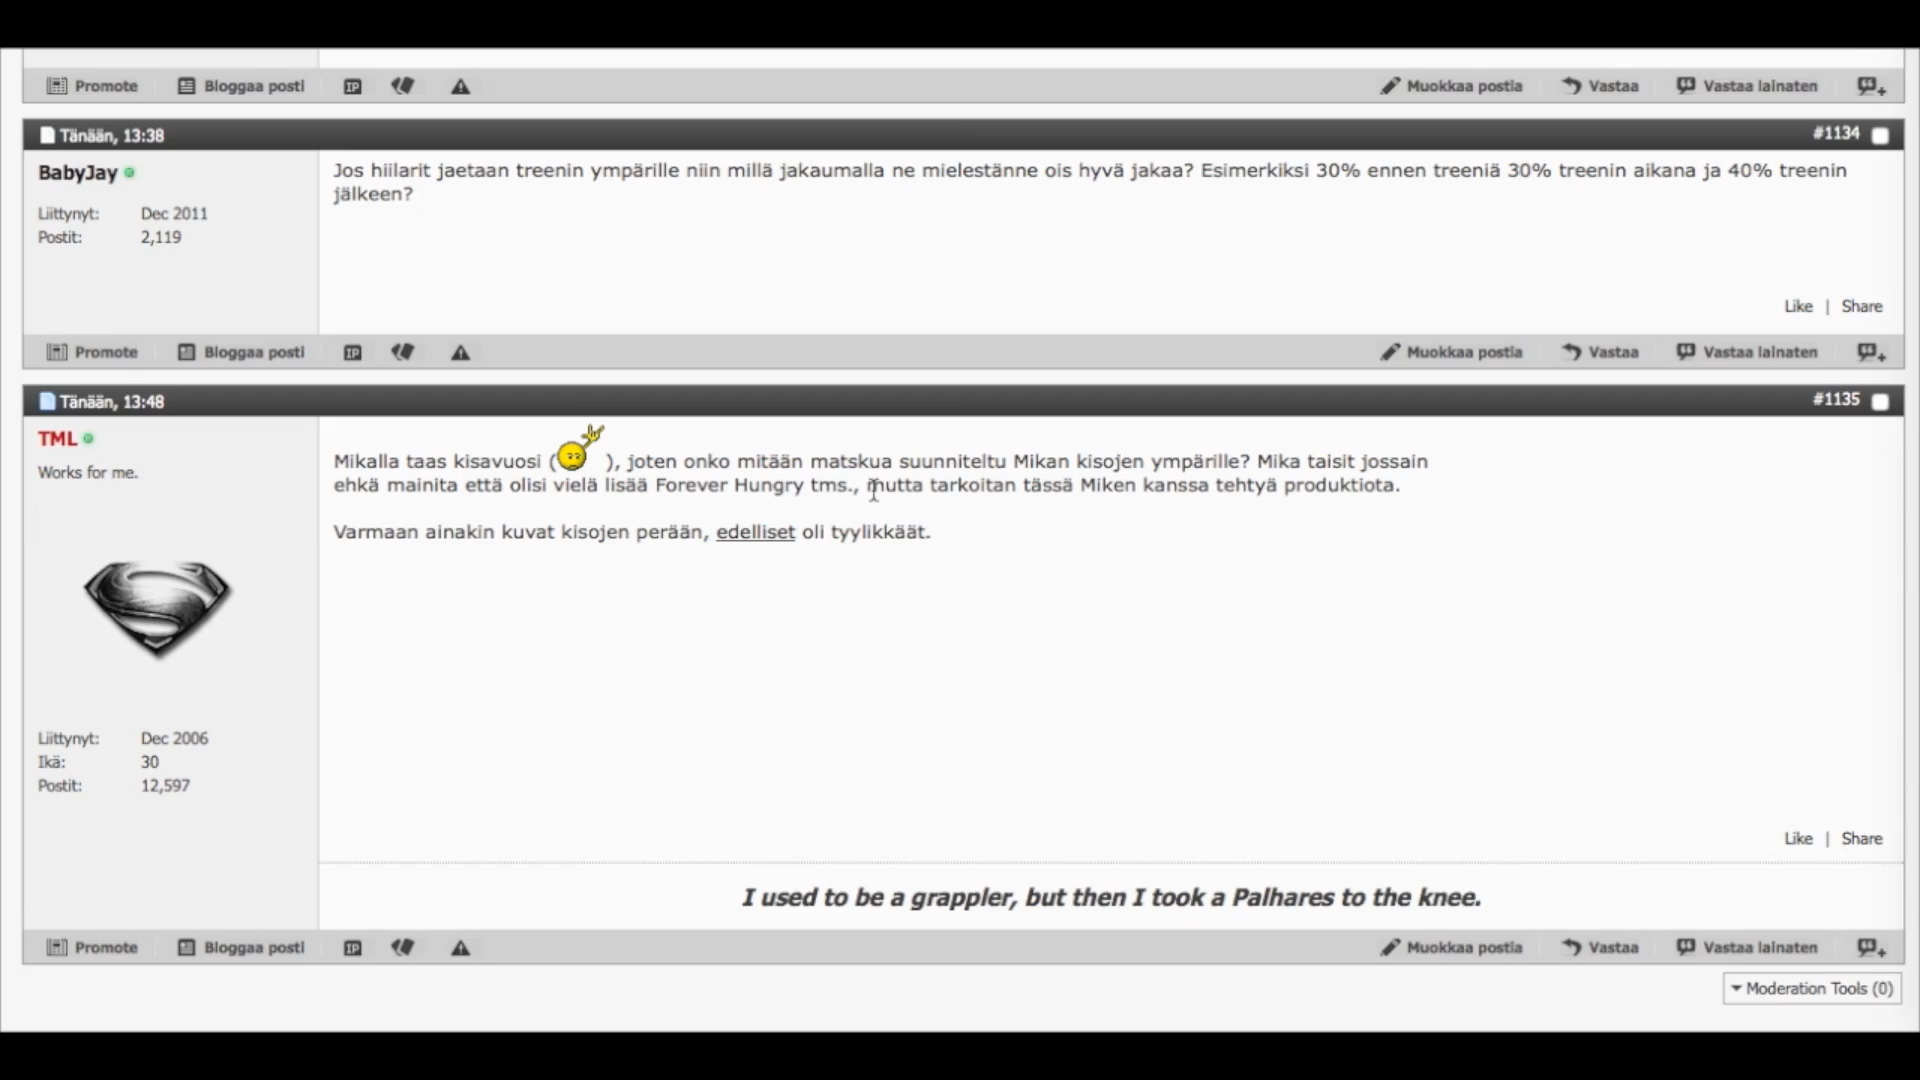 Promote Bloggaa posti IP Muokkaa postia Vastaa Vastaa lainaten
Tänään, 13:38 #1134
BabyJay
Liittynyt: Dec 2011
Postit: 2,119
Jos hiilarit jaetaan treenin ympärille niin millä jakaumalla ne mielestänne ois hyvä jakaa? Esimerkiksi 30% ennen treeniä 30% treenin aikana ja 40% treenin
jälkeen?
Like | Share
Promote Bloggaa posti IP Muokkaa postia Vastaa Vastaa lainaten
Tänään, 13:48 #1135
TML
Works for me.
Liittynyt: Dec 2006
Ikä: 30
Postit: 12,597
Mikalla taas kisavuosi ( ), joten onko mitään matskua suunniteltu Mikan kisojen ympärille? Mika taisit jossain
ehkä mainita että olisi vielä lisää Forever Hungry tms., mutta tarkoitan tässä Miken kanssa tehtyä produktiota.
Varmaan ainakin kuvat kisojen perään, edelliset oli tyylikkäät.
Like | Share
I used to be a grappler, but then I took a Palhares to the knee.
Promote Bloggaa posti IP Muokkaa postia Vastaa Vastaa lainaten
Moderation Tools (0)